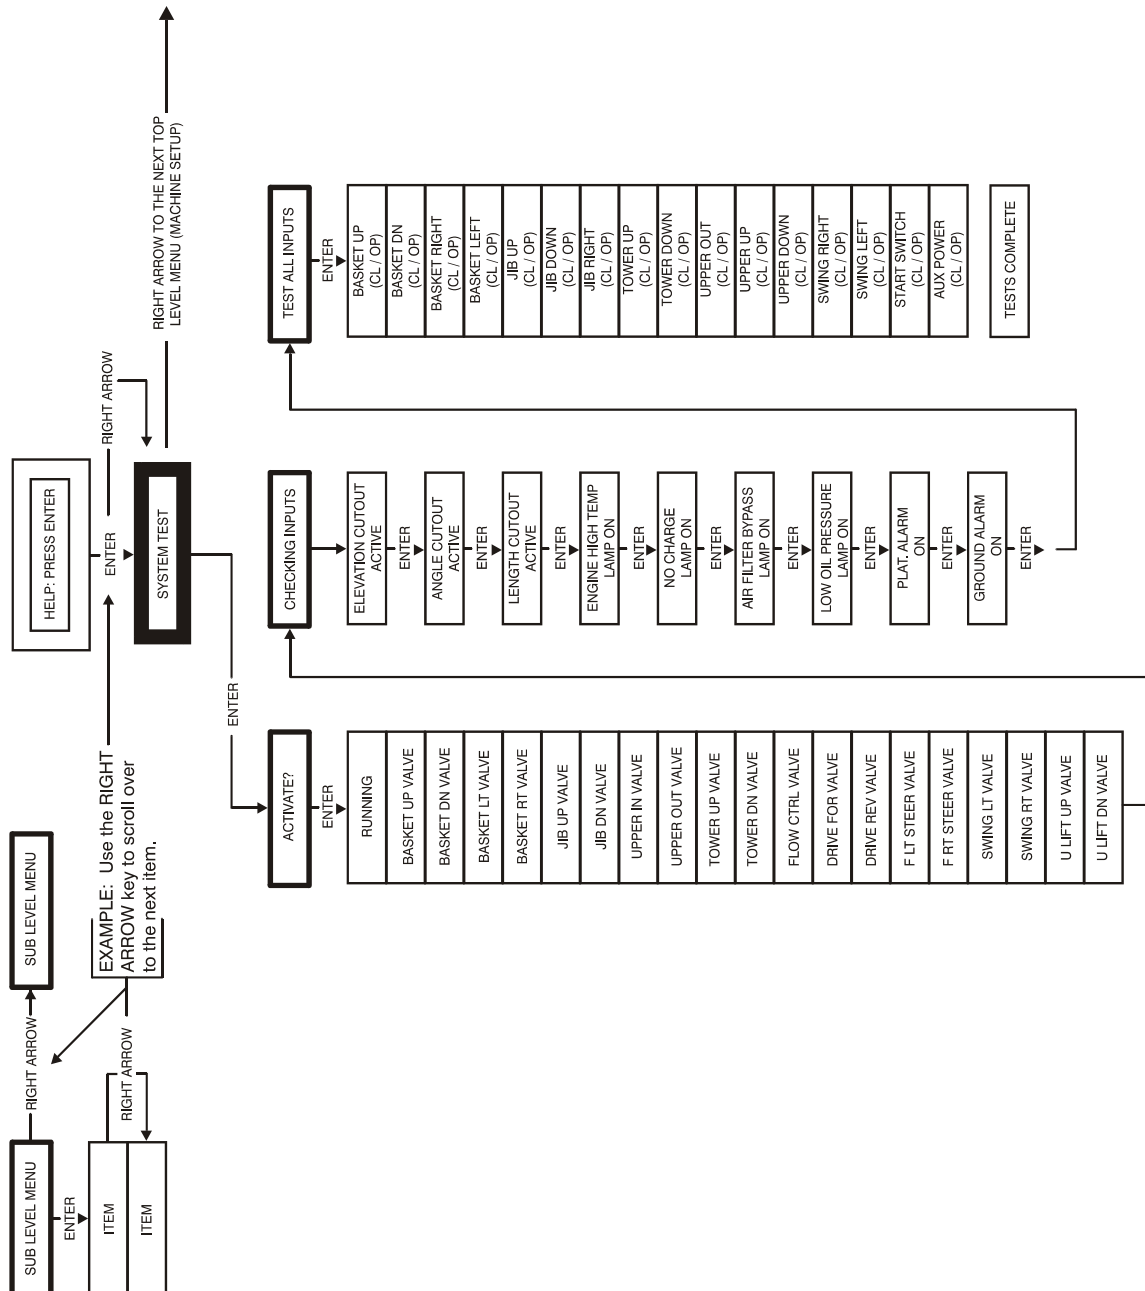 SUB LEVEL MENU
RIGHT ARROW
SUB LEVEL MENU
ENTER
ITEM
ITEM
RIGHT ARROW
EXAMPLE: Use the RIGHT
ARROW key to scroll over
to the next item.
HELP: PRESS ENTER
ENTER
RIGHT ARROW
SYSTEM TEST
RIGHT ARROW TO THE NEXT TOP
LEVEL MENU (MACHINE SETUP)
ENTER
ACTIVATE?
ENTER
RUNNING
BASKET UP VALVE
BASKET DN VALVE
BASKET LT VALVE
BASKET RT VALVE
JIB UP VALVE
JIB DN VALVE
UPPER IN VALVE
UPPER OUT VALVE
TOWER UP VALVE
TOWER DN VALVE
FLOW CTRL VALVE
DRIVE FOR VALVE
DRIVE REV VALVE
F LT STEER VALVE
F RT STEER VALVE
SWING LT VALVE
SWING RT VALVE
U LIFT UP VALVE
U LIFT DN VALVE
CHECKING INPUTS
ELEVATION CUTOUT
ACTIVE
ENTER
ANGLE CUTOUT
ACTIVE
ENTER
LENGTH CUTOUT
ACTIVE
ENTER
ENGINE HIGH TEMP
LAMP ON
ENTER
NO CHARGE
LAMP ON
ENTER
AIR FILTER BYPASS
LAMP ON
ENTER
LOW OIL PRESSURE
LAMP ON
ENTER
PLAT. ALARM
ON
ENTER
GROUND ALARM
ON
ENTER
TEST ALL INPUTS
ENTER
BASKET UP
(CL / OP)
BASKET DN
(CL / OP)
BASKET RIGHT
(CL / OP)
BASKET LEFT
(CL / OP)
JIB UP
(CL / OP)
JIB DOWN
(CL / OP)
JIB RIGHT
(CL / OP)
TOWER UP
(CL / OP)
TOWER DOWN
(CL / OP)
UPPER OUT
(CL / OP)
UPPER UP
(CL / OP)
UPPER DOWN
(CL / OP)
SWING RIGHT
(CL / OP)
SWING LEFT
(CL / OP)
START SWITCH
(CL / OP)
AUX POWER
(CL / OP)
TESTS COMPLETE